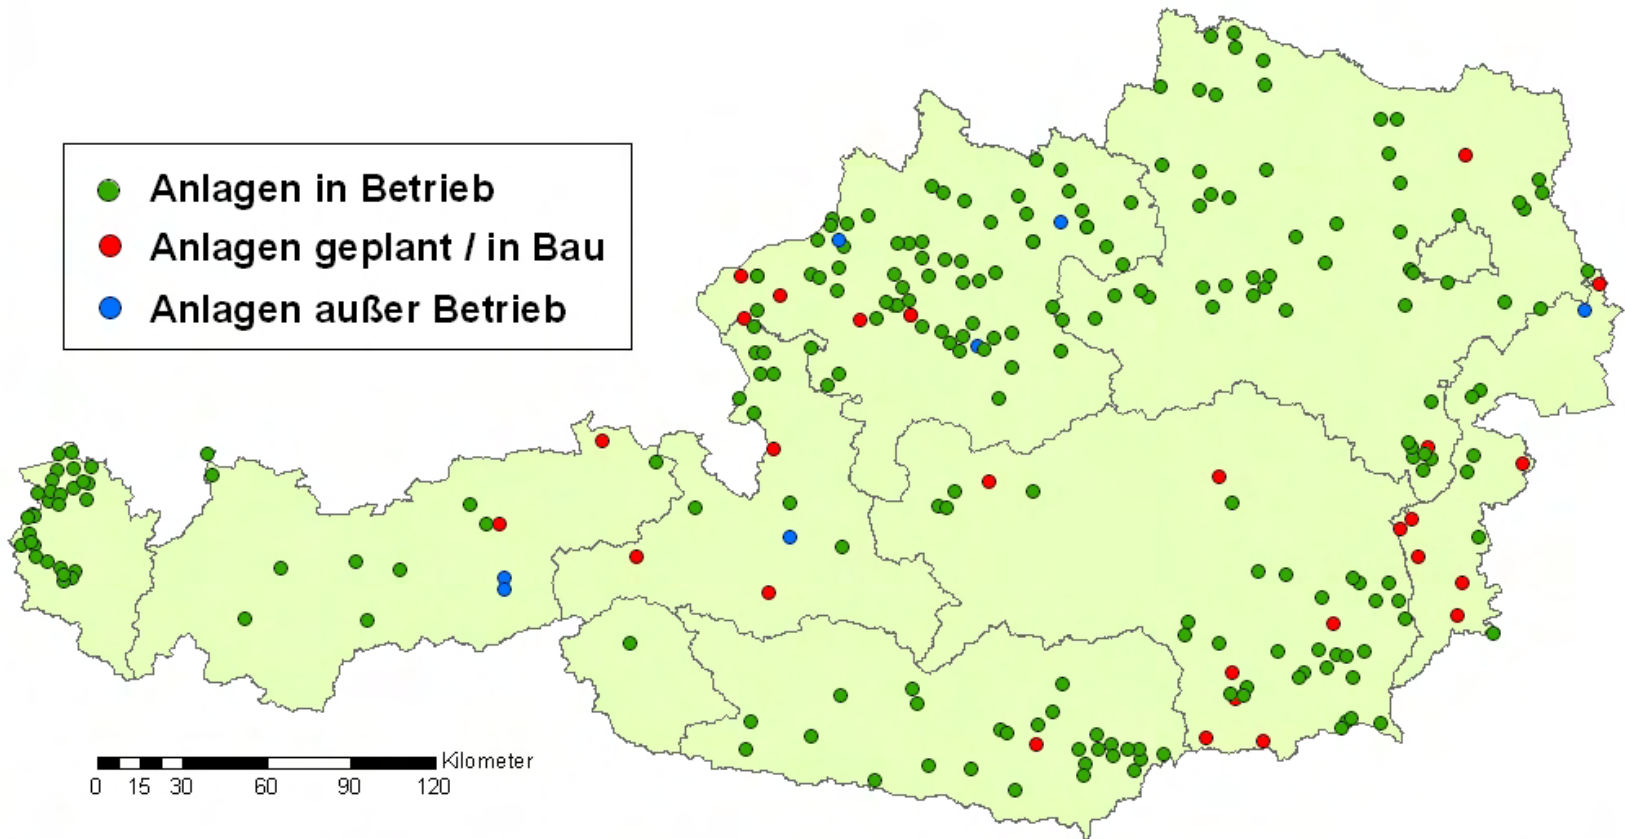 Anlagen in Betrieb
Anlagen geplant / in Bau
Anlagen außer Betrieb
Kilometer
0 15 30 60 90 120